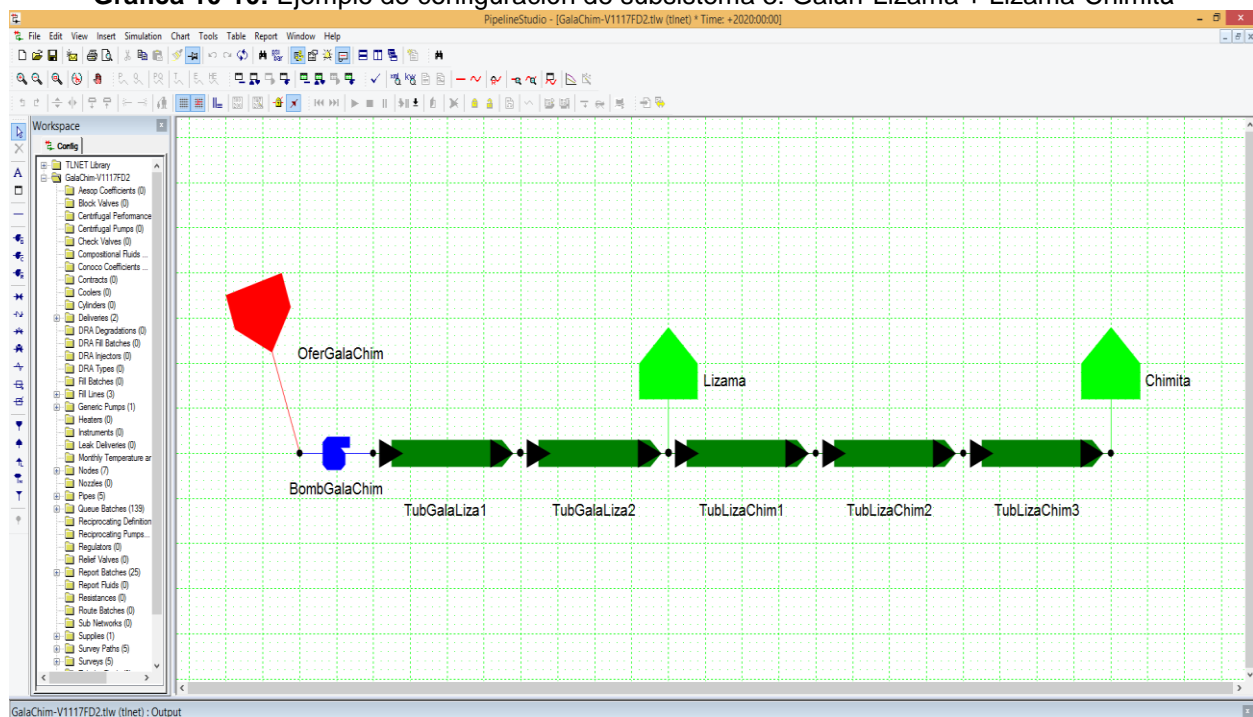 Gráfica 10-10: Ejemplo de configuración de subsistema 3: Galán-Lizama + Lizama-Chimita
PipelineStudio - [GalaChim-V1117FD2.tlw (tlnet) * Time: +2020:00:00]
File Edit View Insert Simulation Chart Tools Table Report Window Help
Workspace
Config
TLNET Library
GalaChim-V1117FD2
Aesop Coefficients (0)
Block Valves (0)
Centrifugal Performance
Centrifugal Pumps (0)
Check Valves (0)
Compositional Fluids ...
Conoco Coefficients ...
Contracts (0)
Coolers (0)
Cylinders (0)
Deliveries (2)
DRA Degradations (0)
DRA Fill Batches (0)
DRA Injectors (0)
DRA Types (0)
Fill Batches (0)
Fill Lines (3)
Generic Pumps (1)
Heaters (0)
Instruments (0)
Leak Deliveries (0)
Monthly Temperature ar
Nodes (7)
Nozzles (0)
Pipes (5)
Queue Batches (139)
Reciprocating Definition
Reciprocating Pumps...
Regulators (0)
Relief Valves (0)
Report Batches (25)
Report Fluids (0)
Resistances (0)
Route Batches (0)
Sub Networks (0)
Supplies (1)
Survey Paths (5)
Surveys (5)
OferGalaChim
Lizama
Chimita
BombGalaChim
TubGalaLiza1
TubGalaLiza2
TubLizaChim1
TubLizaChim2
TubLizaChim3
GalaChim-V1117FD2.tlw (tlnet) : Output